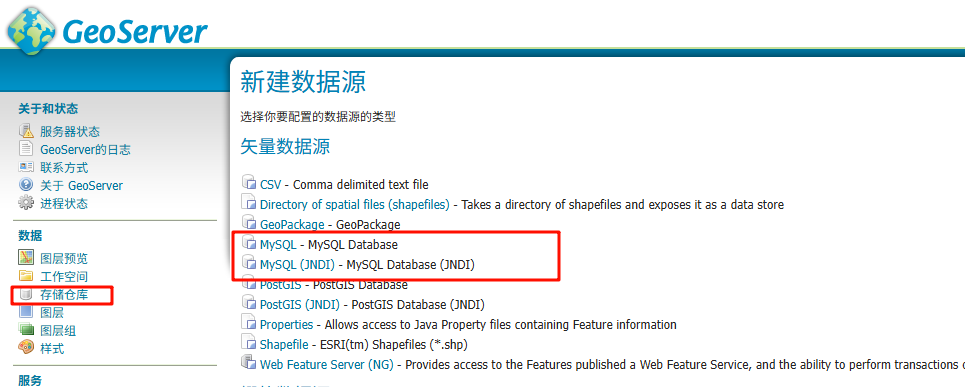 GeoServer
关于和状态
服务器状态
GeoServer的日志
联系方式
关于 GeoServer
进程状态
数据
图层预览
工作空间
存储仓库
图层
图层组
样式
服务
新建数据源
选择你要配置的数据源的类型
矢量数据源
CSV - Comma delimited text file
Directory of spatial files (shapefiles) - Takes a directory of shapefiles and exposes it as a data store
GeoPackage - GeoPackage
MySQL - MySQL Database
MySQL (JNDI) - MySQL Database (JNDI)
PostGIS - PostGIS Database
PostGIS (JNDI) - PostGIS Database (JNDI)
Properties - Allows access to Java Property files containing Feature information
Shapefile - ESRI(tm) Shapefiles (*.shp)
Web Feature Server (NG) - Provides access to the Features published a Web Feature Service, and the ability to perform transactions